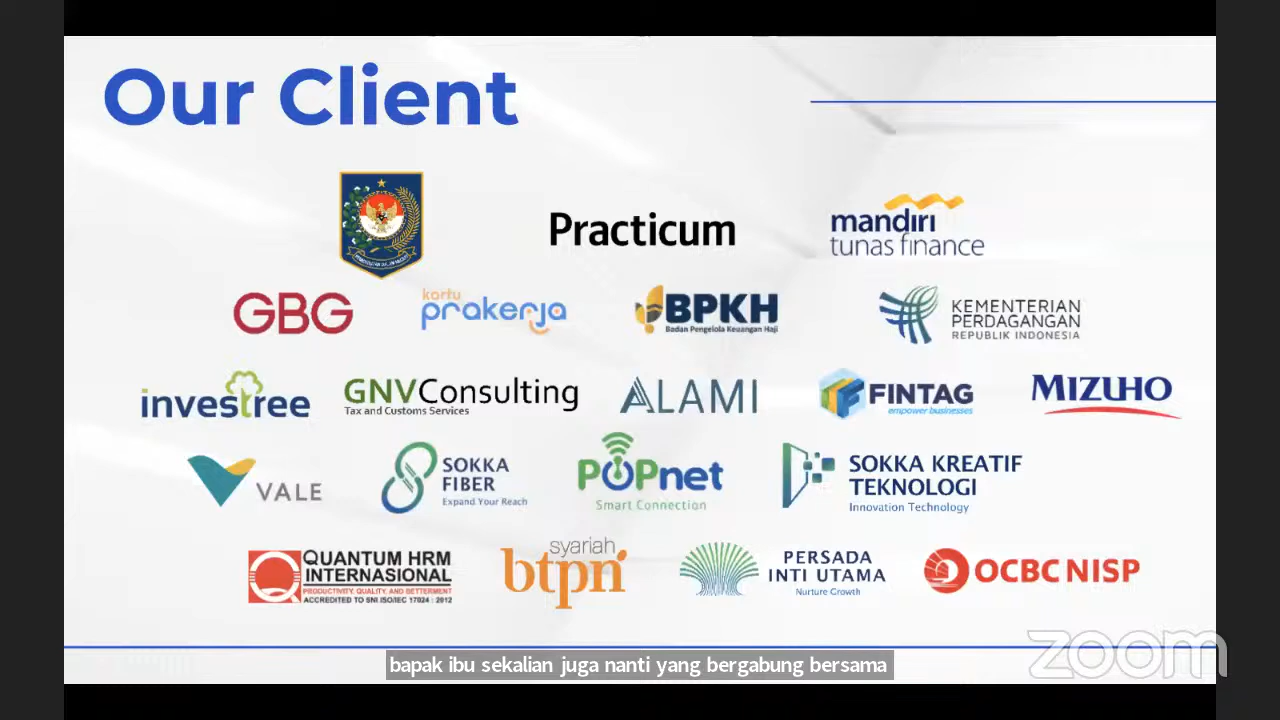 Our Client
Practicum
mandiri
tunas finance
GBG
kartu
prakerja
BPKH
Badan Pengelola Keuangan Haji
KEMENTERIAN
PERDAGANGAN
REPUBLIK INDONESIA
investree
GNVConsulting
Tax and Customs Services
ALAMI
FINTAG
empower businesses
MIZUHO
VALE
SOKKA
FIBER
Expand Your Reach
POPnet
Smart Connection
SOKKA KREATIF
TEKNOLOGI
Innovation Technology
QUANTUM HRM
INTERNASIONAL
PRODUCTIVITY, QUALITY, AND BETTERMENT
ACCREDITED TO SNI ISO/IEC 17024 : 2012
syariah
btpn
PERSADA
INTI UTAMA
Nurture Growth
OCBC NISP
zoom
bapak ibu sekalian juga nanti yang bergabung bersama